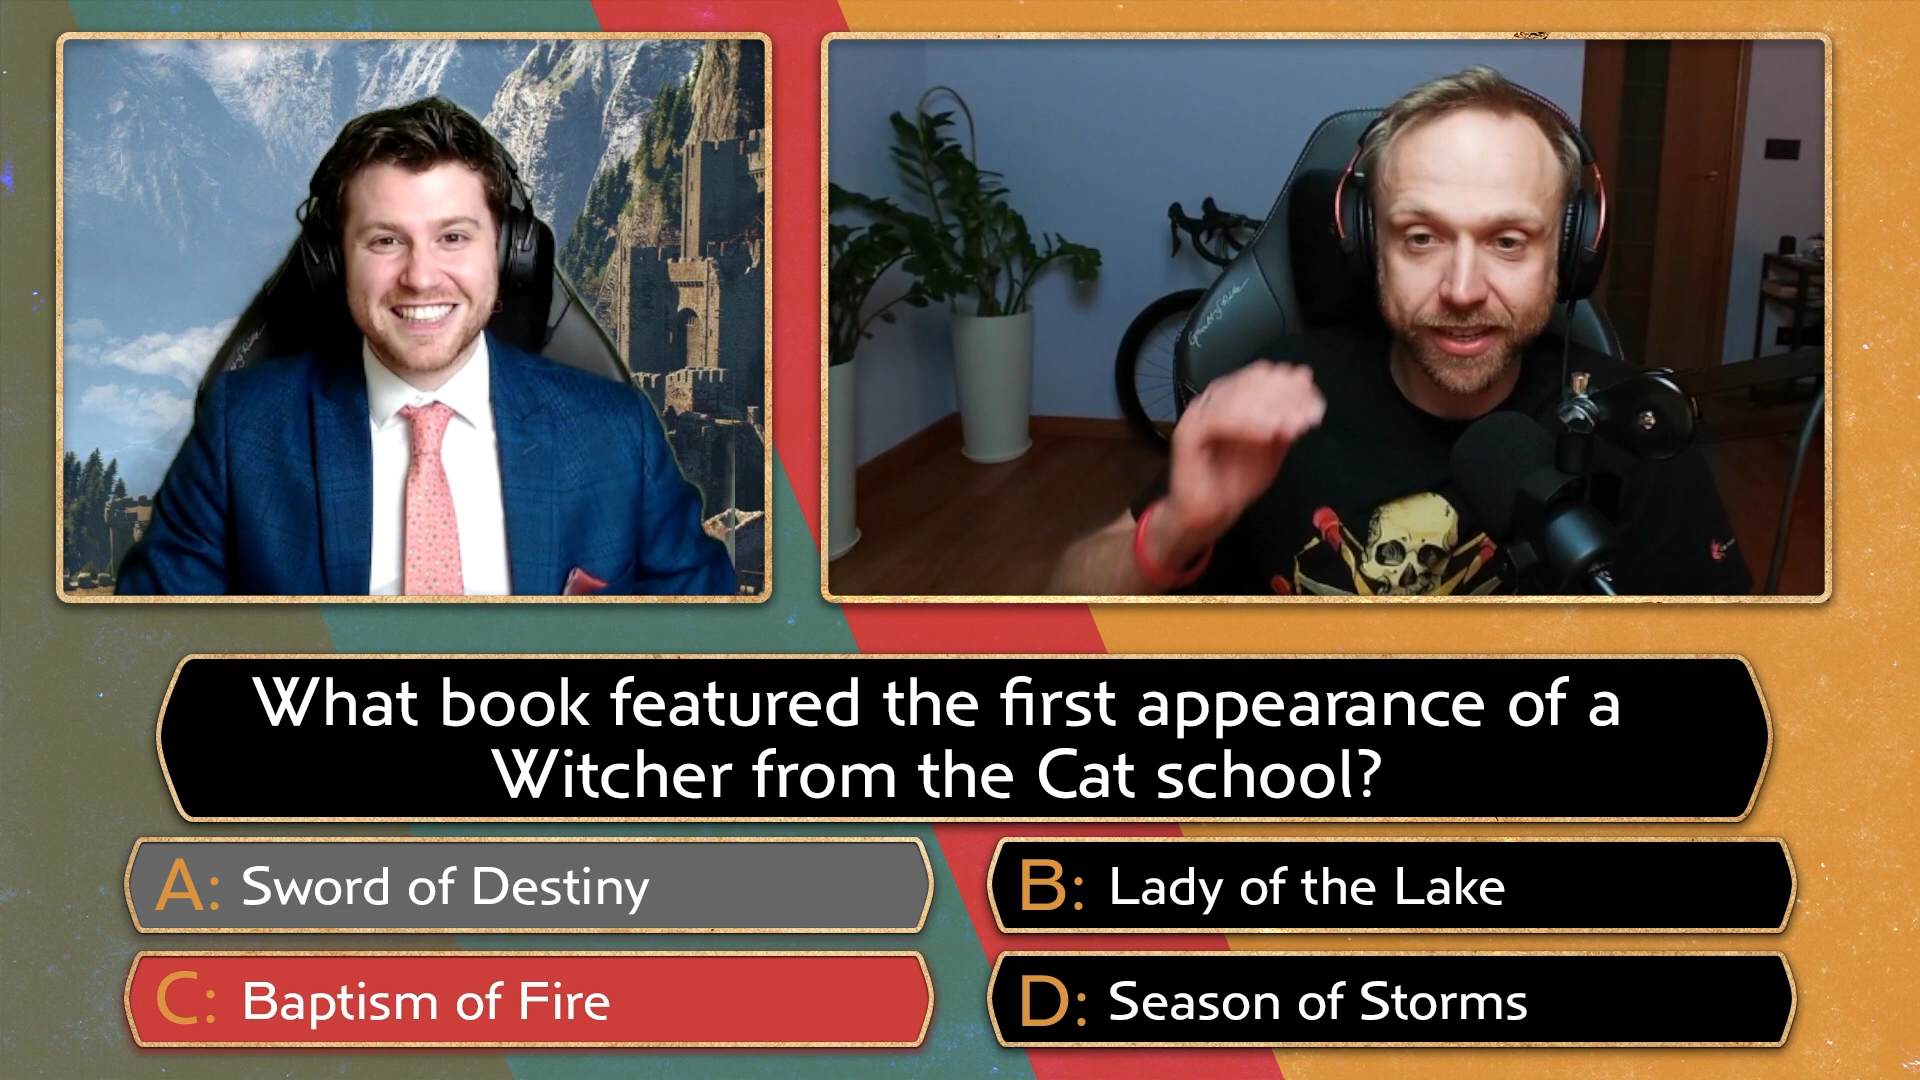 What book featured the first appearance of a
Witcher from the Cat school?
A: Sword of Destiny
B: Lady of the Lake
C: Baptism of Fire
D: Season of Storms